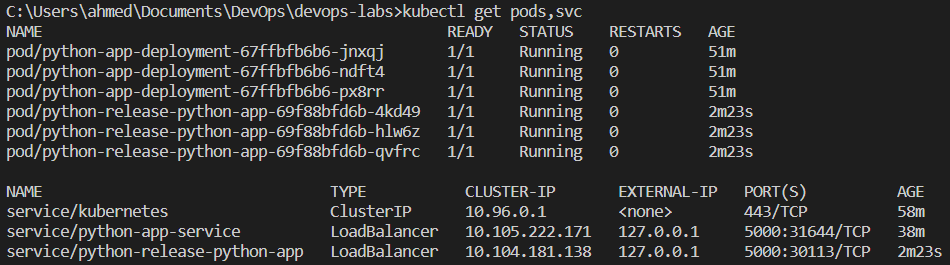 C:\Users\ahmed\Documents\DevOps\devops-labs>kubectl get pods,svc
NAME READY STATUS RESTARTS AGE
pod/python-app-deployment-67ffbfb6b6-jnxqj 1/1 Running 0 51m
pod/python-app-deployment-67ffbfb6b6-ndft4 1/1 Running 0 51m
pod/python-app-deployment-67ffbfb6b6-px8rr 1/1 Running 0 51m
pod/python-release-python-app-69f88bfd6b-4kd49 1/1 Running 0 2m23s
pod/python-release-python-app-69f88bfd6b-hlw6z 1/1 Running 0 2m23s
pod/python-release-python-app-69f88bfd6b-qvfrc 1/1 Running 0 2m23s
NAME TYPE CLUSTER-IP EXTERNAL-IP PORT(S) AGE
service/kubernetes ClusterIP 10.96.0.1 <none> 443/TCP 58m
service/python-app-service LoadBalancer 10.105.222.171 127.0.0.1 5000:31644/TCP 38m
service/python-release-python-app LoadBalancer 10.104.181.138 127.0.0.1 5000:30113/TCP 2m23s